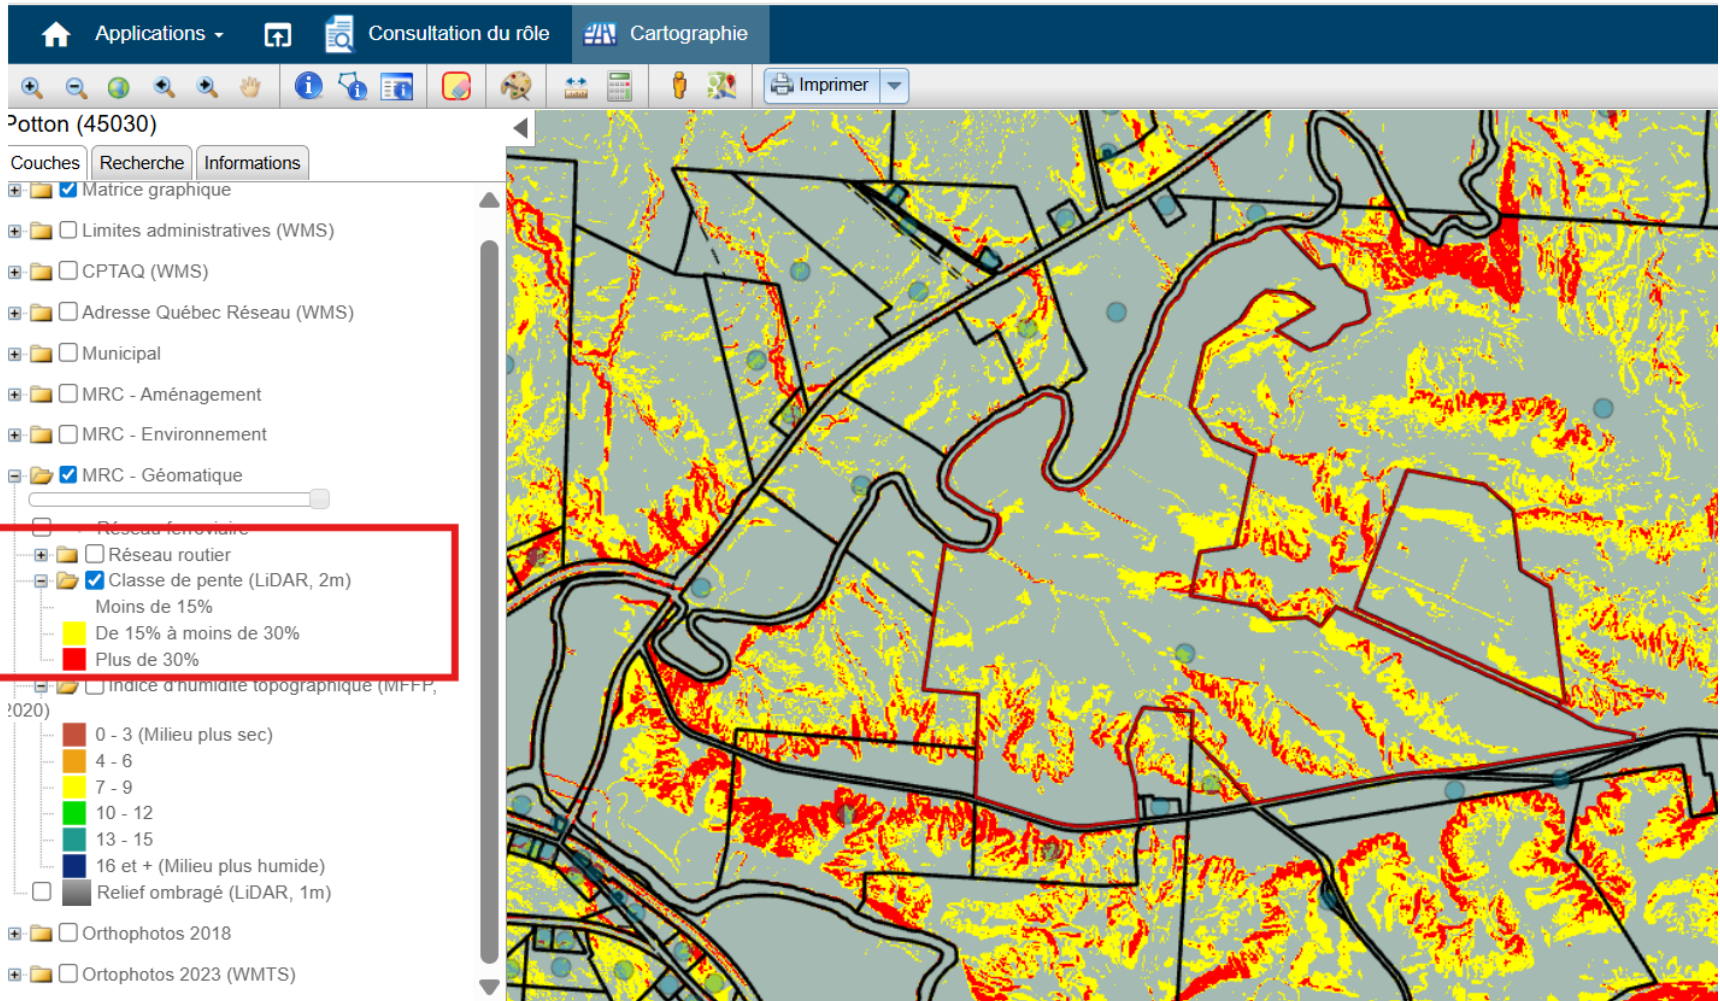 Applications
Consultation du rôle
Cartographie
Imprimer
Potton (45030)
Couches
Recherche
Informations
Matrice graphique
Limites administratives (WMS)
CPTAQ (WMS)
Adresse Québec Réseau (WMS)
Municipal
MRC - Aménagement
MRC - Environnement
MRC - Géomatique
Réseau ferroviaire
Réseau routier
Classe de pente (LiDAR, 2m)
Moins de 15%
De 15% à moins de 30%
Plus de 30%
Indice d'humidité topographique (MFFP,
2020)
0 - 3 (Milieu plus sec)
4 - 6
7 - 9
10 - 12
13 - 15
16 et + (Milieu plus humide)
Relief ombragé (LiDAR, 1m)
Orthophotos 2018
Ortophotos 2023 (WMTS)